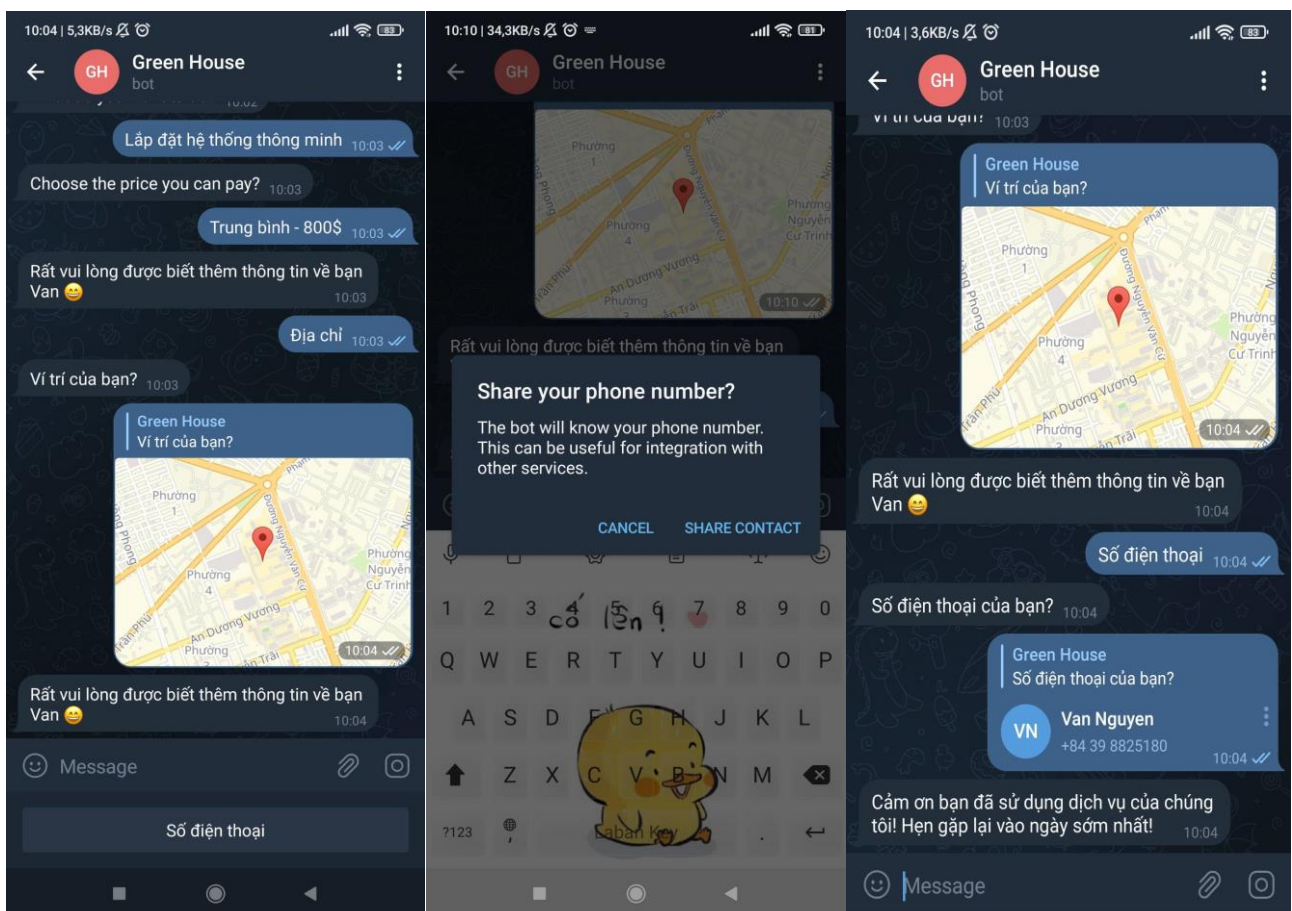 10:04 | 5,3KB/s
83
GH
Green House
bot
10:02
Lắp đặt hệ thống thông minh 10:03
Choose the price you can pay? 10:03
Trung bình - 800$ 10:03
Rất vui lòng được biết thêm thông tin về bạn
Van 😄 10:03
Địa chỉ 10:03
Ví trí của bạn? 10:03
Green House
Ví trí của bạn?
Phường
1
Phường
4
Phường
Nguyễn
Cư Trinh
Đường Nguyễn Văn Cừ
An Dương Vương
Trần Phú
Phường
10:04
Rất vui lòng được biết thêm thông tin về bạn
Van 😄 10:04
Message
Số điện thoại
10:10 | 34,3KB/s
81
GH
Green House
bot
Phường
1
Phường
4
Phường
Nguyễn
Cư Trinh
An Dương Vương
Phường
10:10
Rất vui lòng được biết thêm thông tin về bạn
Share your phone number?
The bot will know your phone number.
This can be useful for integration with
other services.
CANCEL SHARE CONTACT
1 2 3 4 5 6 7 8 9 0
cố lên
Q W E R T Y U I O P
A S D F G H J K L
Z X C V B N M
?123 , Laban Key .
10:04 | 3,6KB/s
83
GH
Green House
bot
Ví trí của bạn? 10:03
Green House
Ví trí của bạn?
Phường
1
Phường
4
Phường
Nguyễn
Cư Trinh
Đường Nguyễn Văn Cừ
An Dương Vương
Trần Phú
Phường
10:04
Rất vui lòng được biết thêm thông tin về bạn
Van 😄 10:04
Số điện thoại 10:04
Số điện thoại của bạn? 10:04
Green House
Số điện thoại của bạn?
VN
Van Nguyen
+84 39 8825180
10:04
Cảm ơn bạn đã sử dụng dịch vụ của chúng
tôi! Hẹn gặp lại vào ngày sớm nhất! 10:04
Message